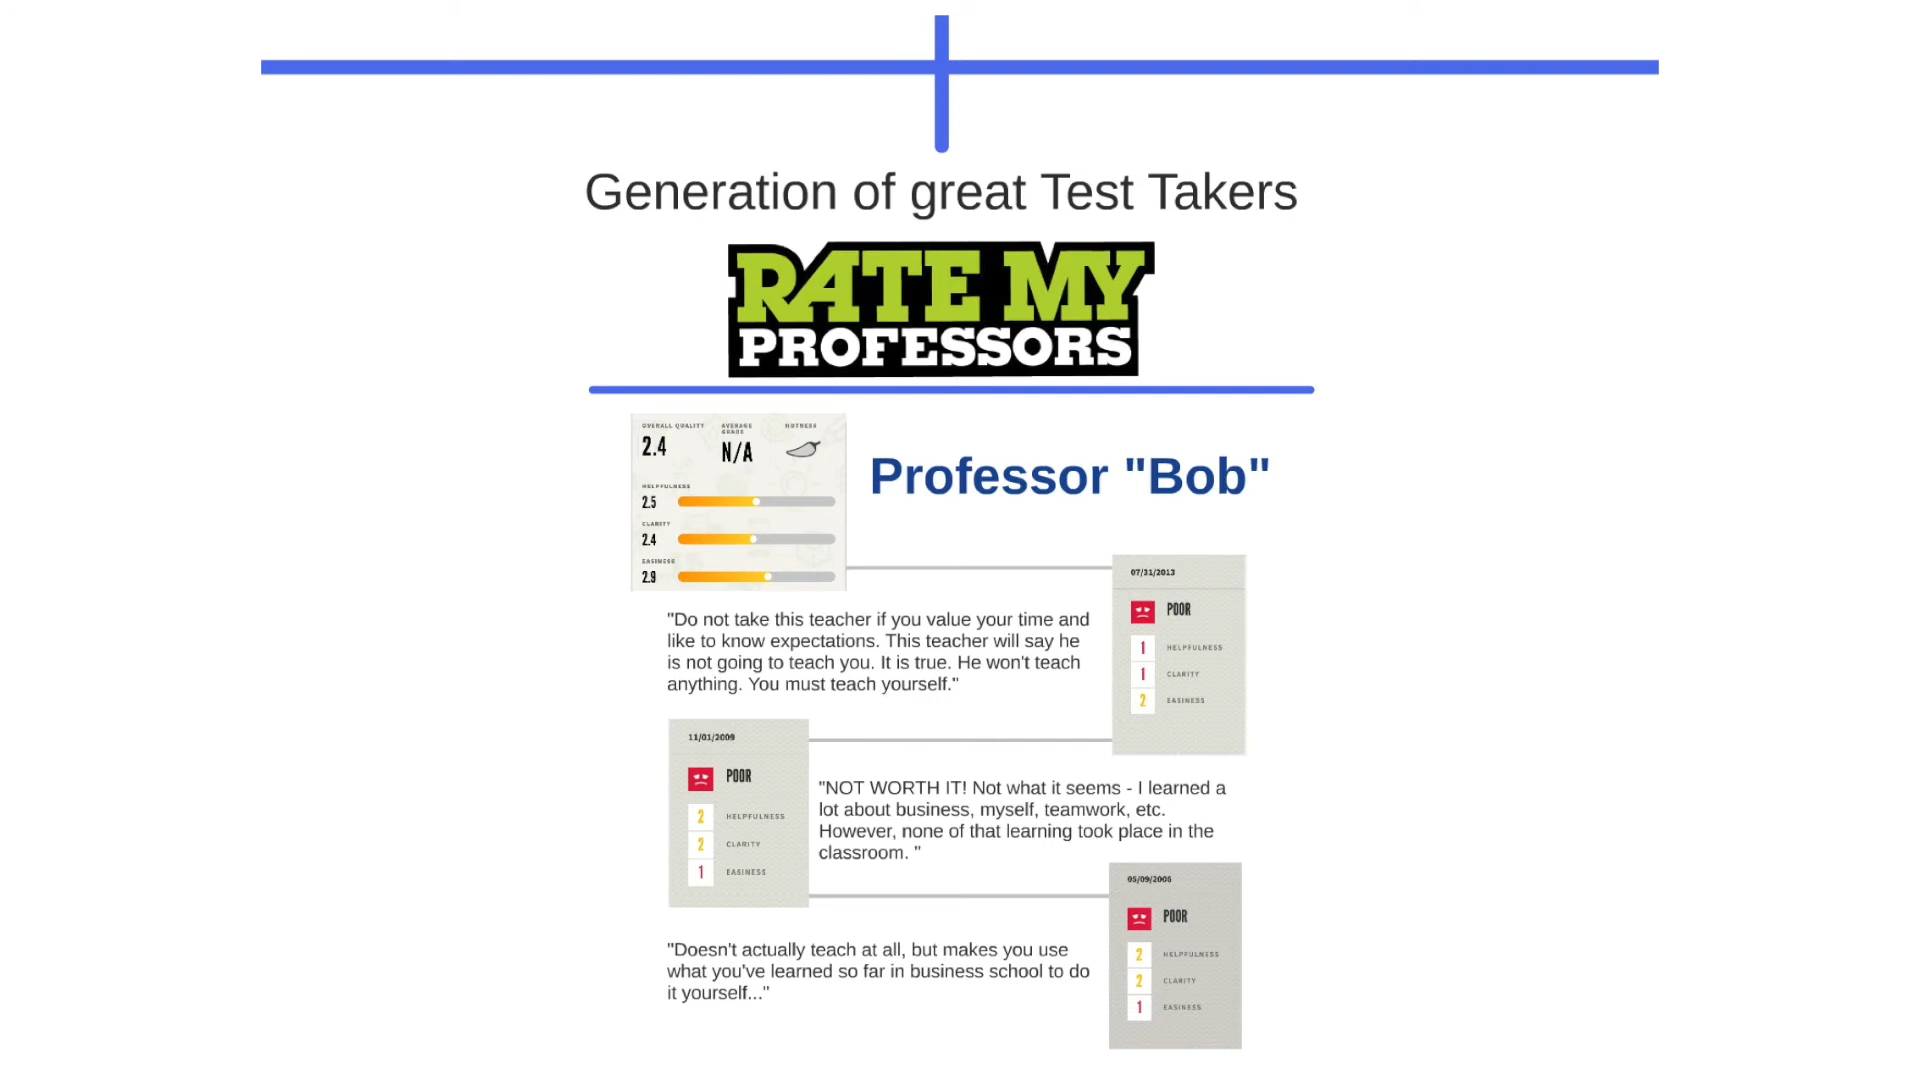 Generation of great Test Takers
RATE MY
PROFESSORS
OVERALL QUALITY
2.4
AVERAGE
GRADE
N/A
HOTNESS
HELPFULNESS
2.5
CLARITY
2.4
EASINESS
2.9
Professor "Bob"
"Do not take this teacher if you value your time and
like to know expectations. This teacher will say he
is not going to teach you. It is true. He won't teach
anything. You must teach yourself."
07/31/2013
POOR
1 HELPFULNESS
1 CLARITY
2 EASINESS
11/01/2009
POOR
2 HELPFULNESS
2 CLARITY
1 EASINESS
"NOT WORTH IT! Not what it seems - I learned a
lot about business, myself, teamwork, etc.
However, none of that learning took place in the
classroom. "
"Doesn't actually teach at all, but makes you use
what you've learned so far in business school to do
it yourself..."
05/09/2006
POOR
2 HELPFULNESS
2 CLARITY
1 EASINESS